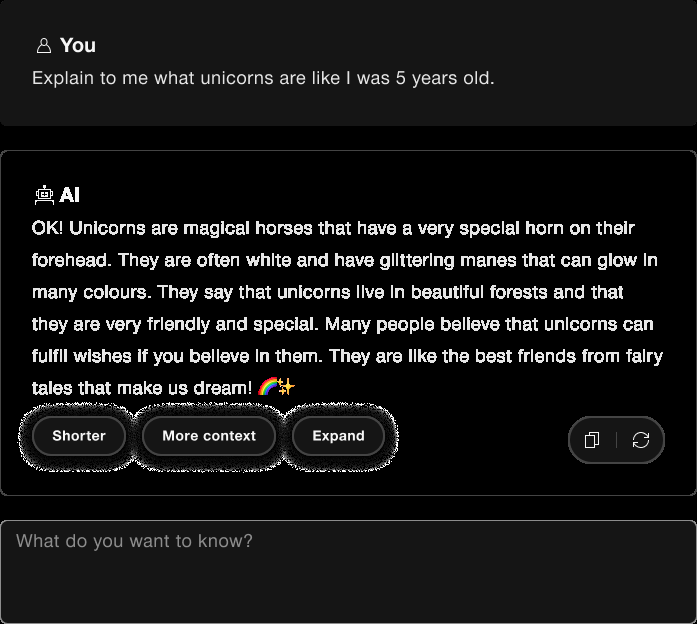 You
Explain to me what unicorns are like I was 5 years old.
AI
OK! Unicorns are magical horses that have a very special horn on their
forehead. They are often white and have glittering manes that can glow in
many colours. They say that unicorns live in beautiful forests and that
they are very friendly and special. Many people believe that unicorns can
fulfil wishes if you believe in them. They are like the best friends from fairy
tales that make us dream! 🌈✨
Shorter
More context
Expand
What do you want to know?